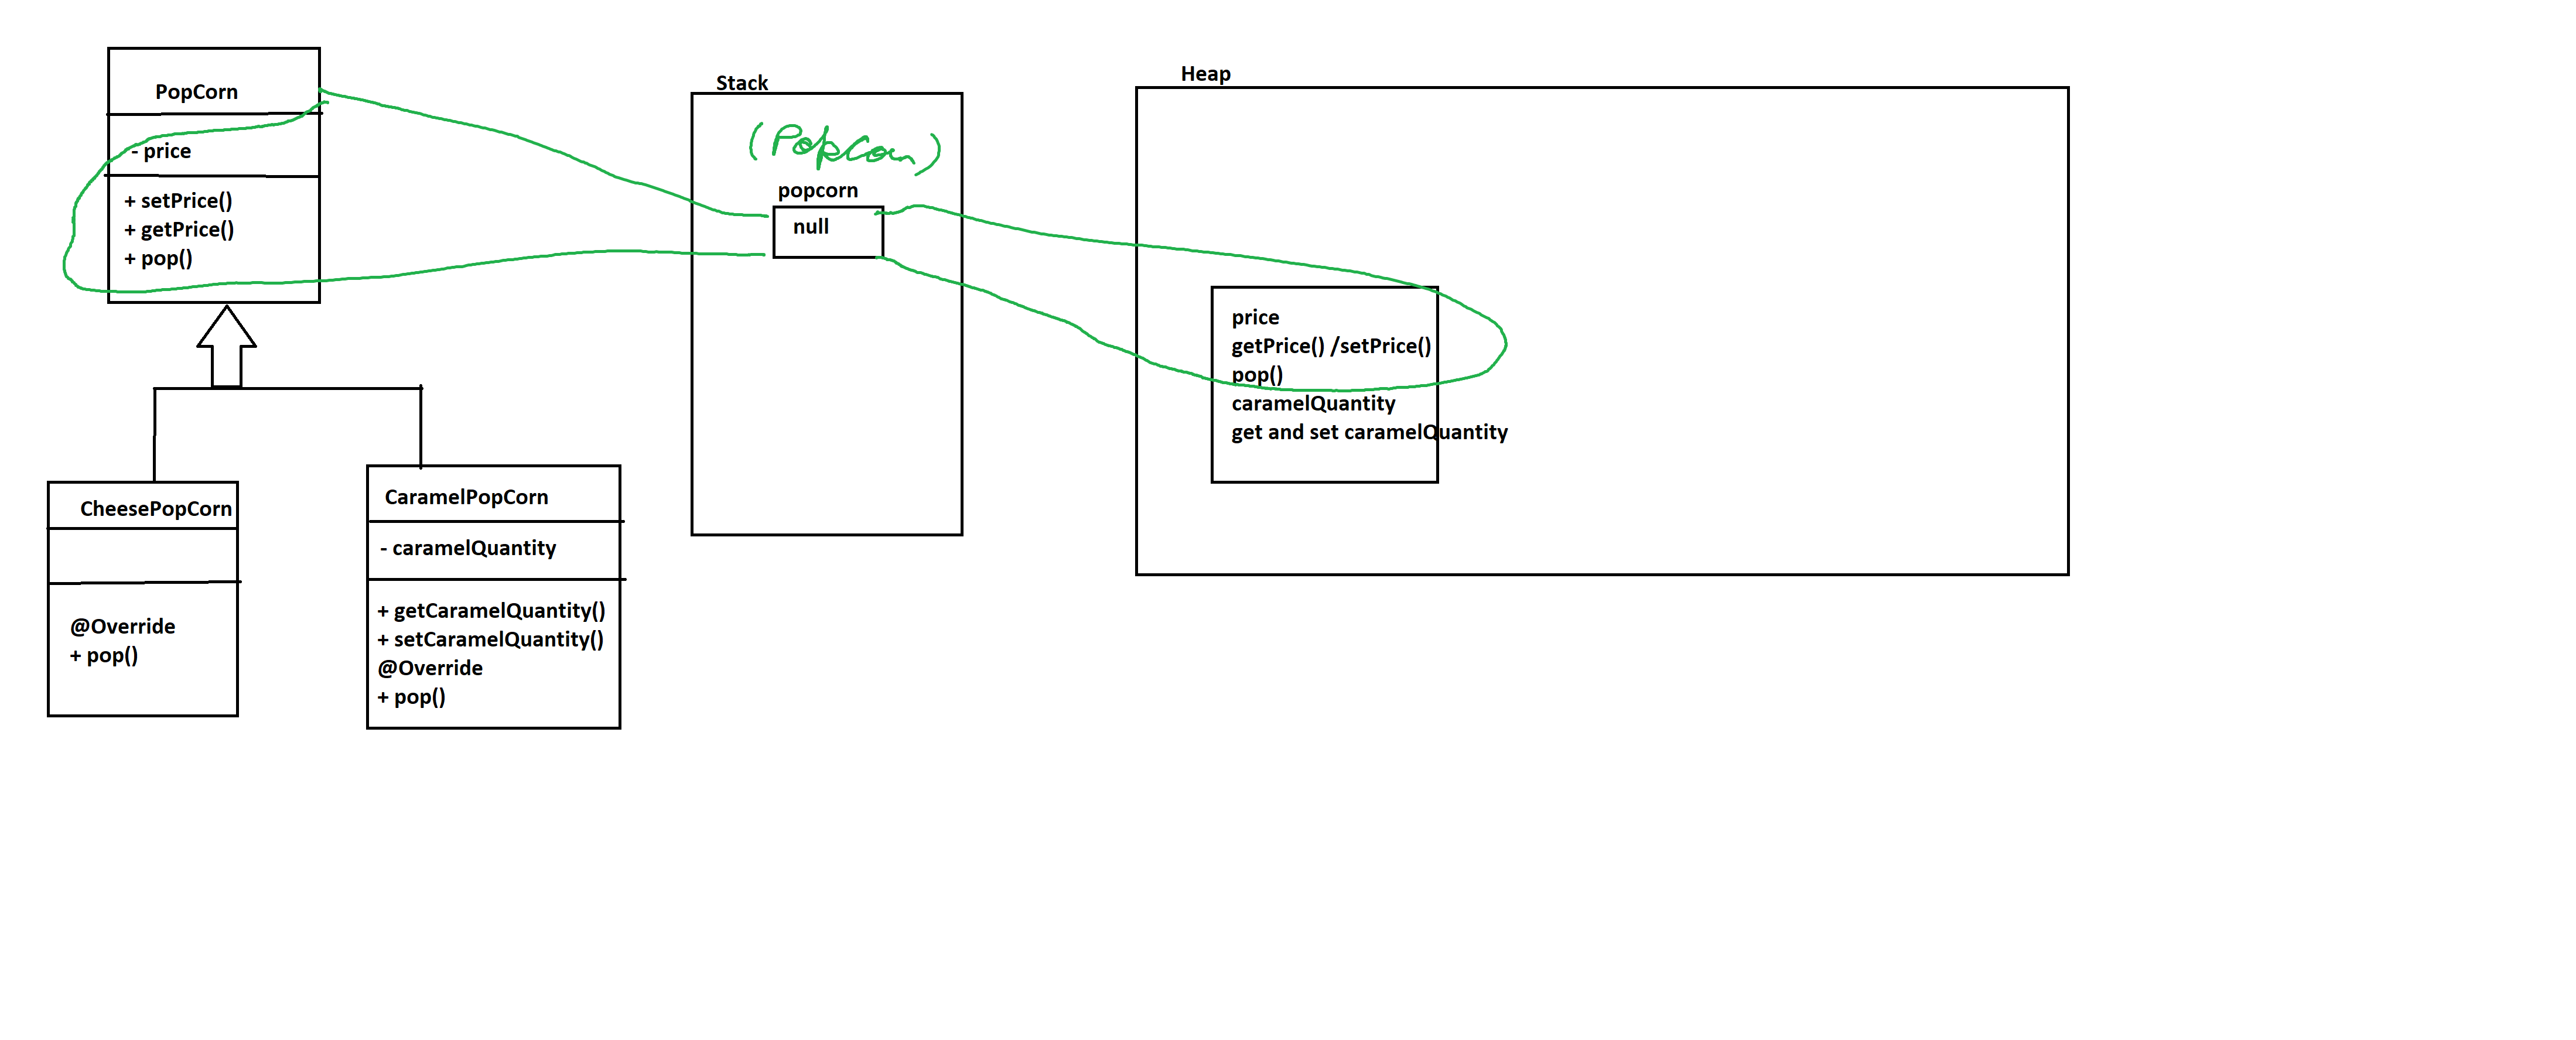 PopCorn
- price
+ setPrice()
+ getPrice()
+ pop()
CheesePopCorn
@Override
+ pop()
CaramelPopCorn
- caramelQuantity
+ getCaramelQuantity()
+ setCaramelQuantity()
@Override
+ pop()
Stack
(PopCorn)
popcorn
null
Heap
price
getPrice() /setPrice()
pop()
caramelQuantity
get and set caramelQuantity